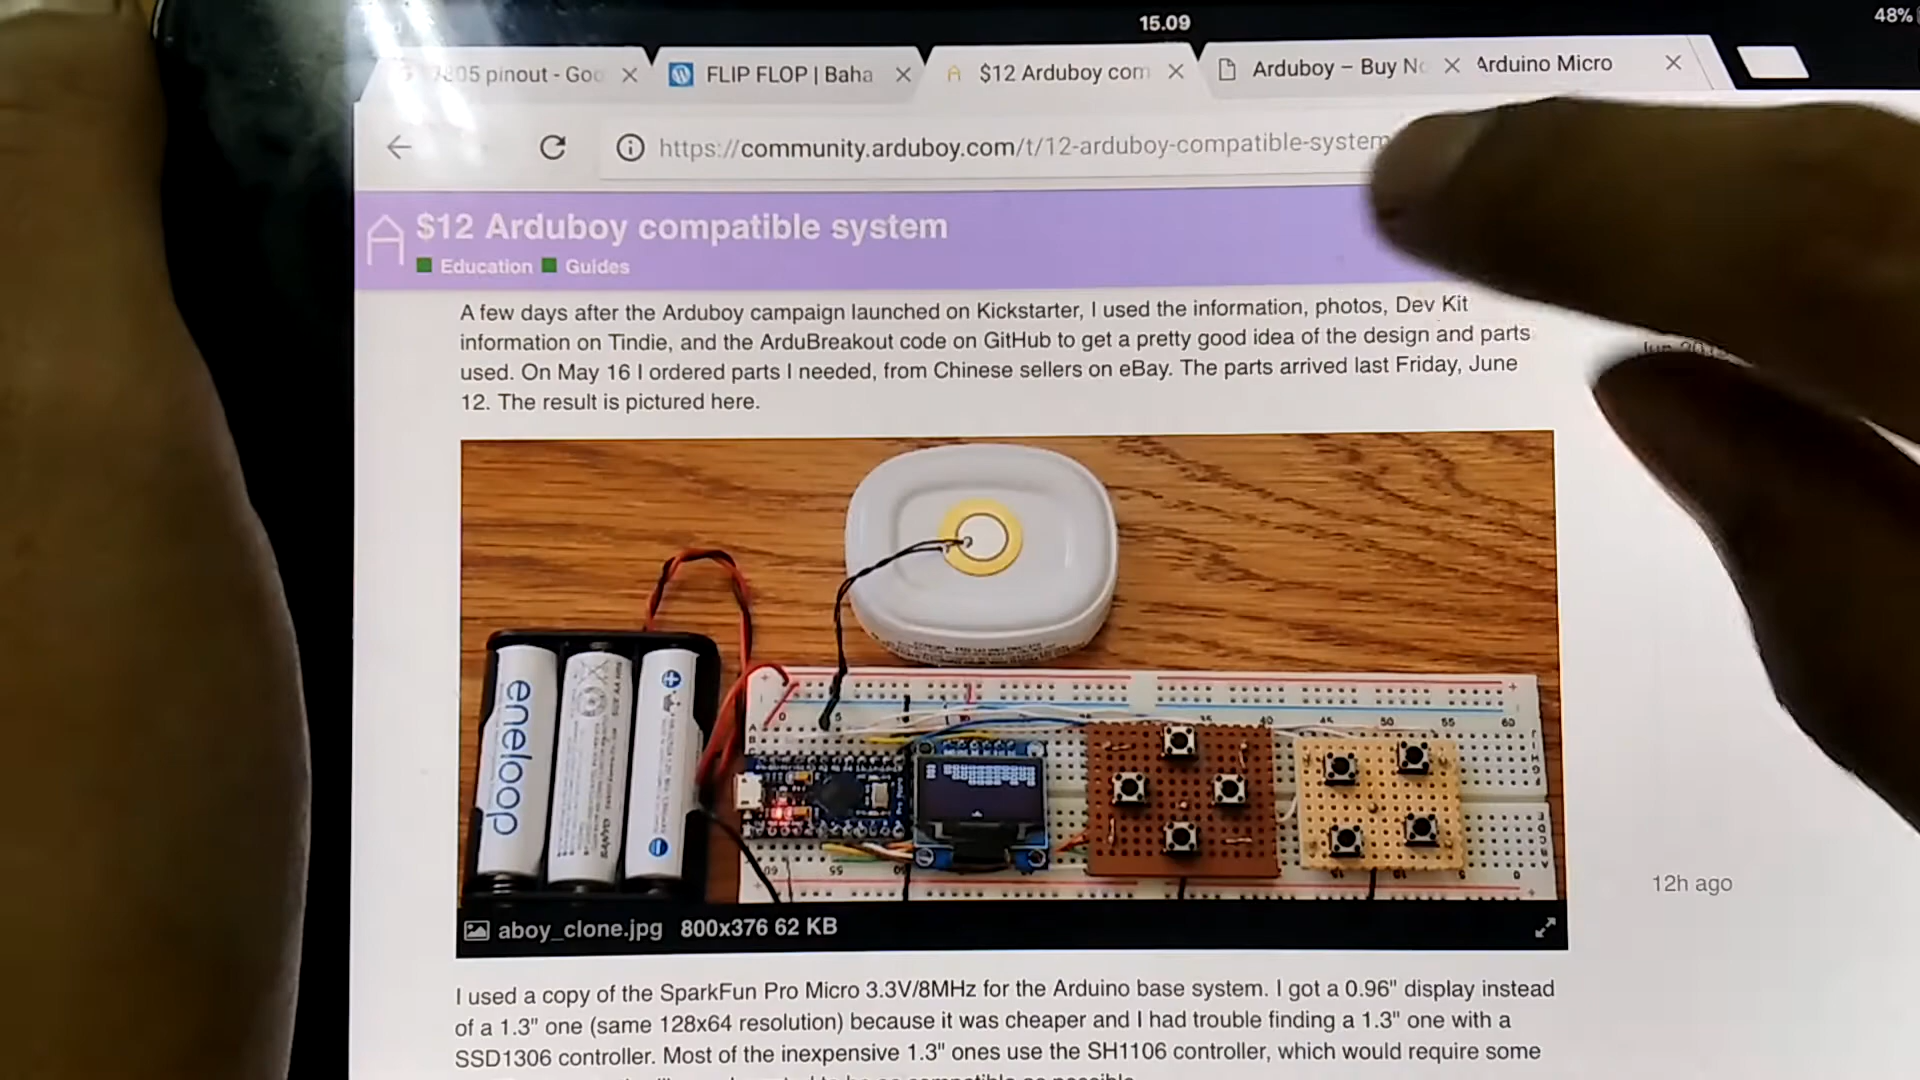 15.09
48%
7805 pinout - Goo
FLIP FLOP | Baha
$12 Arduboy com
Arduboy – Buy No
Arduino Micro
https://community.arduboy.com/t/12-arduboy-compatible-system
$12 Arduboy compatible system
Education Guides
A few days after the Arduboy campaign launched on Kickstarter, I used the information, photos, Dev Kit
information on Tindie, and the ArduBreakout code on GitHub to get a pretty good idea of the design and parts
used. On May 16 I ordered parts I needed, from Chinese sellers on eBay. The parts arrived last Friday, June
12. The result is pictured here.
eneloop
12h ago
aboy_clone.jpg 800x376 62 KB
I used a copy of the SparkFun Pro Micro 3.3V/8MHz for the Arduino base system. I got a 0.96" display instead
of a 1.3" one (same 128x64 resolution) because it was cheaper and I had trouble finding a 1.3" one with a
SSD1306 controller. Most of the inexpensive 1.3" ones use the SH1106 controller, which would require some